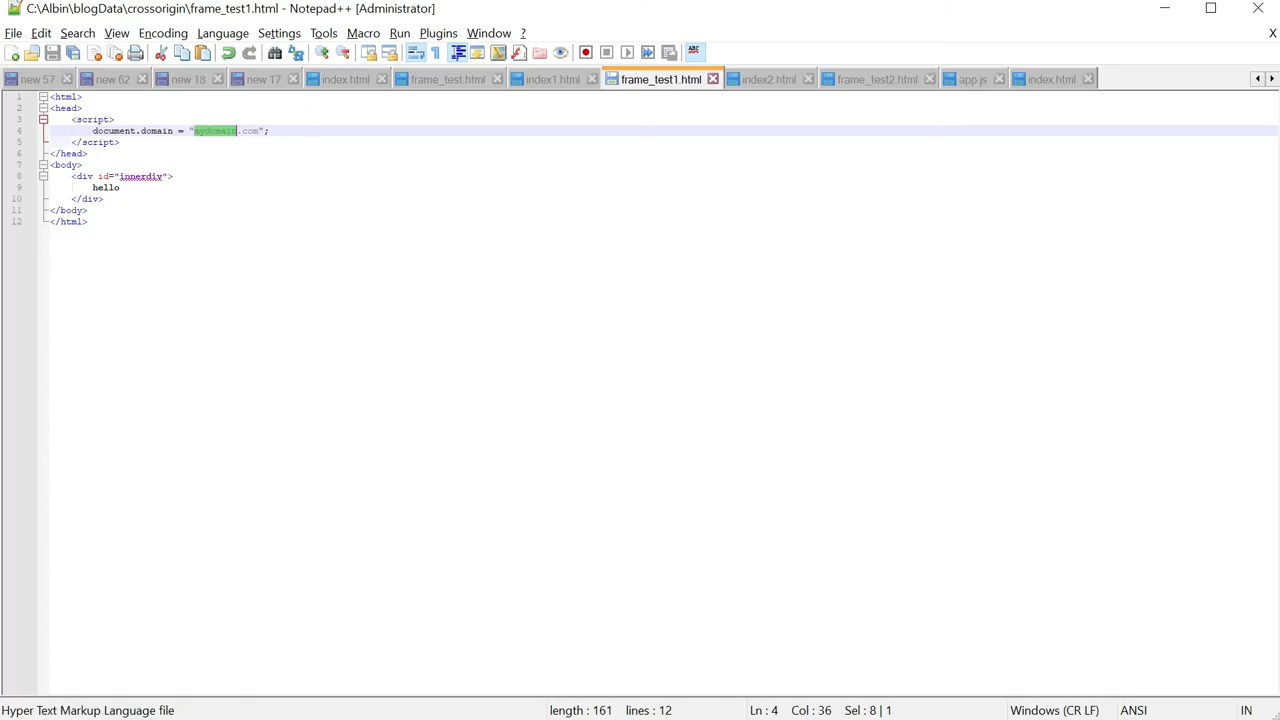 C:\Albin\blogData\crossorigin\frame_test1.html - Notepad++ [Administrator]
File Edit Search View Encoding Language Settings Tools Macro Run Plugins Window ? X
new 57 new 62 new 18 new 17 index.html frame_test.html index1.html frame_test1.html index2.html frame_test2.html app.js index.html
1 <html>
2 <head>
3 <script>
4 document.domain = "mydomain.com";
5 </script>
6 </head>
7 <body>
8 <div id="innerdiv">
9 hello
10 </div>
11 </body>
12 </html>
Hyper Text Markup Language file length : 161 lines : 12 Ln : 4 Col : 36 Sel : 8 | 1 Windows (CR LF) ANSI IN